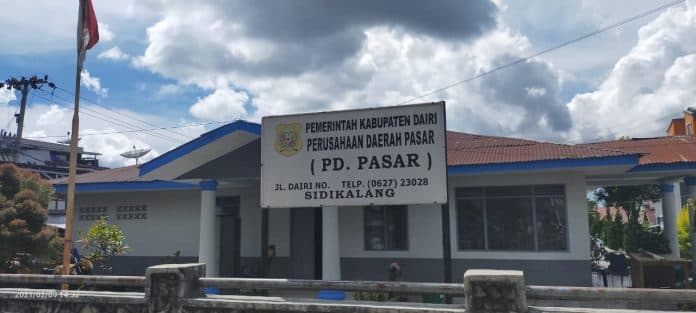 PEMERINTAH KABUPATEN DAIRI
PERUSAHAAN DAERAH PASAR
( PD. PASAR )
JL. DAIRI NO. TELP. (0627) 23028
SIDIKALANG